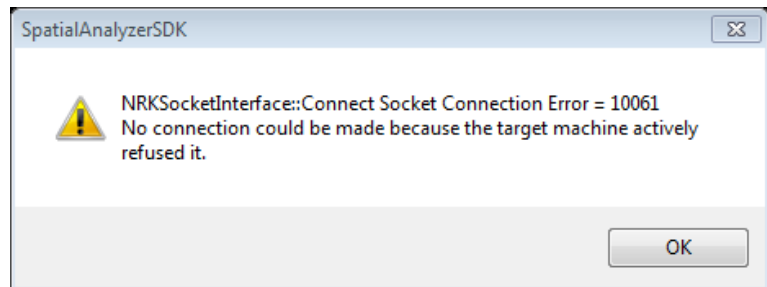 SpatialAnalyzerSDK
NRKSocketInterface::Connect Socket Connection Error = 10061
No connection could be made because the target machine actively
refused it.
OK